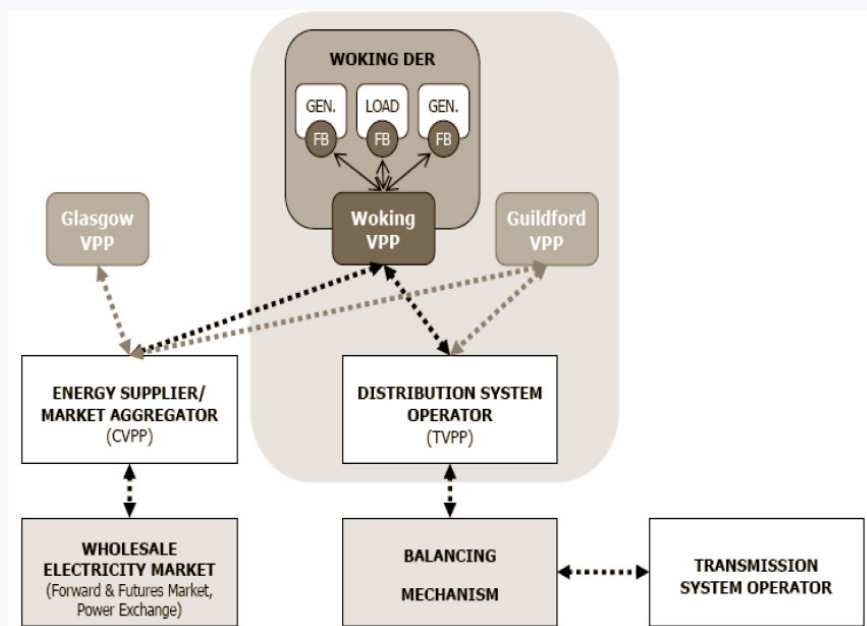 WOKING DER
GEN.
LOAD
GEN.
FB
FB
FB
Glasgow
VPP
Woking
VPP
Guildford
VPP
ENERGY SUPPLIER/
MARKET AGGREGATOR
(CVPP)
DISTRIBUTION SYSTEM
OPERATOR
(TVPP)
WHOLESALE
ELECTRICITY MARKET
(Forward & Futures Market,
Power Exchange)
BALANCING
MECHANISM
TRANSMISSION
SYSTEM OPERATOR